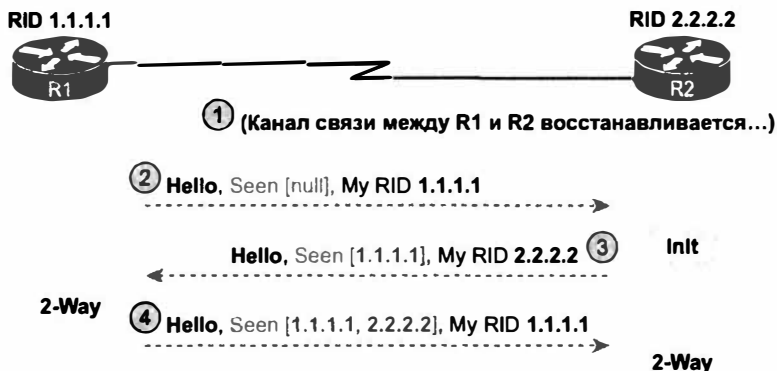 RID 1.1.1.1
RID 2.2.2.2
R1
R2
1 (Канал связи между R1 и R2 восстанавливается...)
2 Hello, Seen [null], My RID 1.1.1.1
Hello, Seen [1.1.1.1], My RID 2.2.2.2 3
Init
2-Way
4 Hello, Seen [1.1.1.1, 2.2.2.2], My RID 1.1.1.1
2-Way